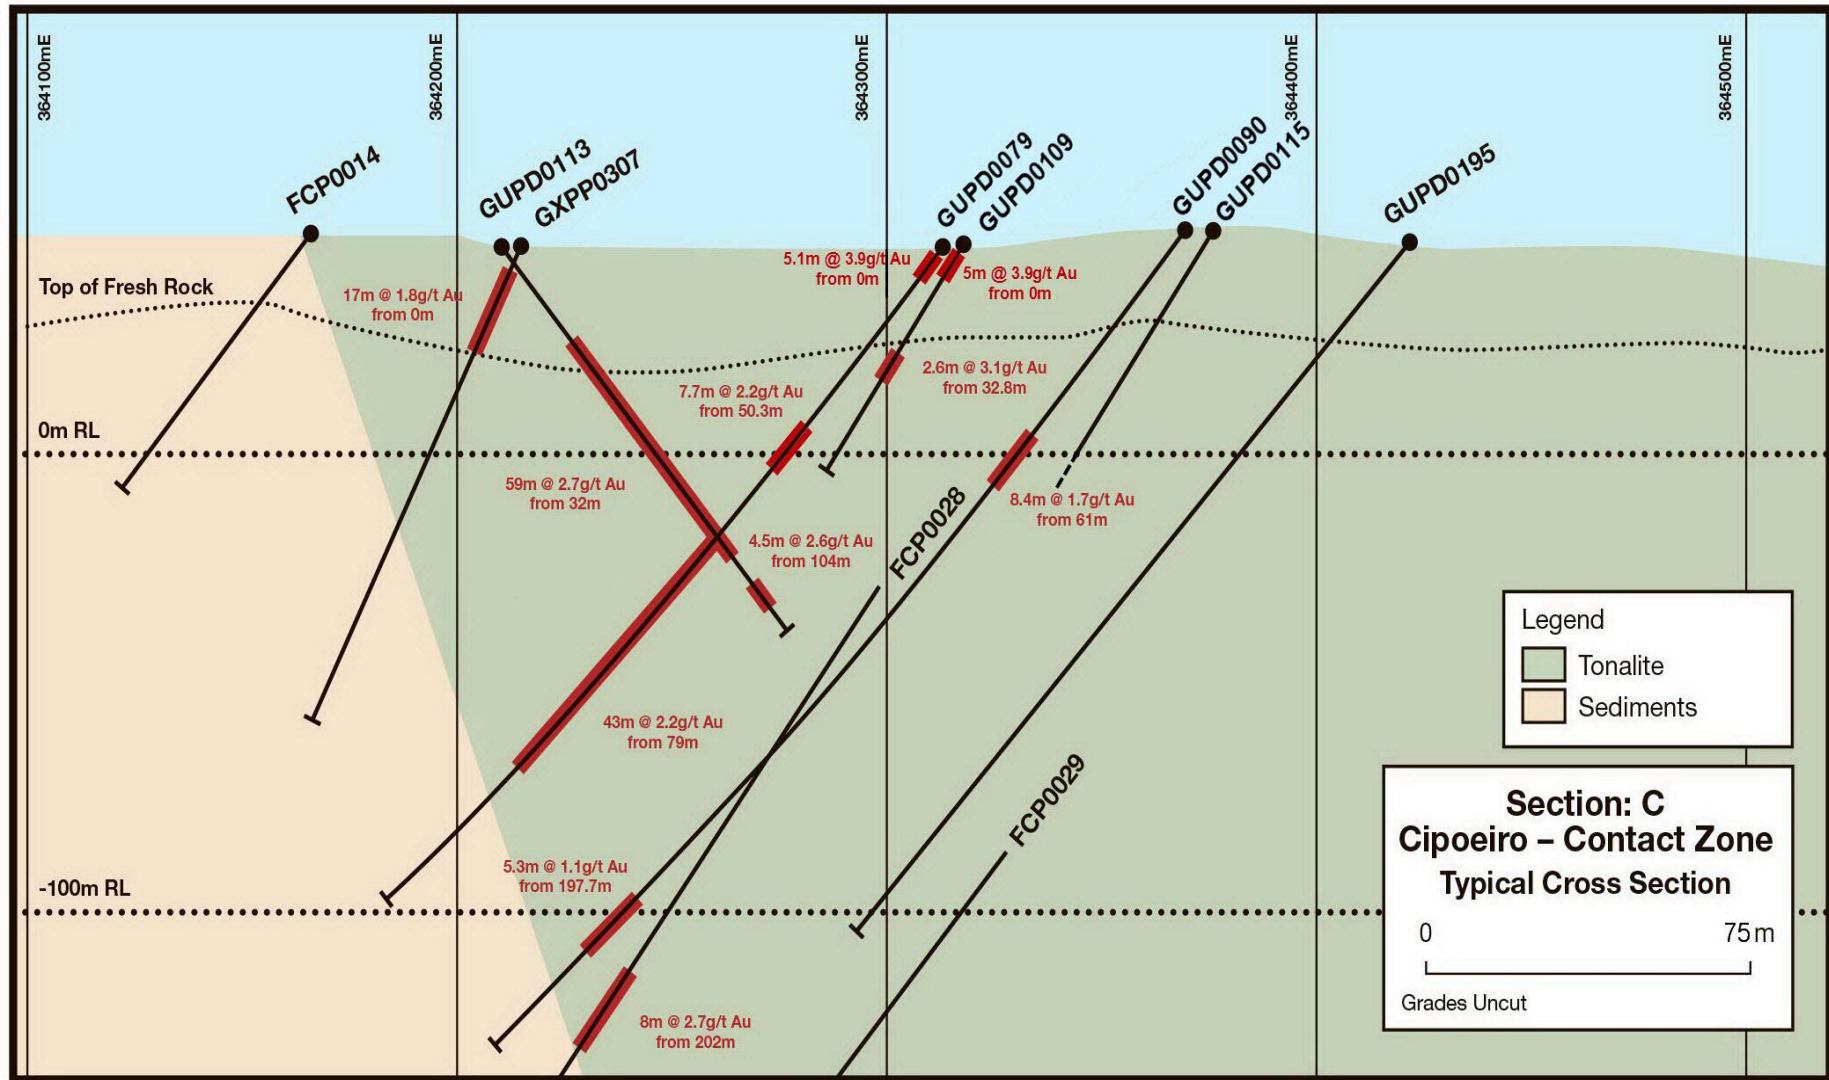 364100mE
364200mE
364300mE
364400mE
364500mE
FCP0014
GUPD0113
GXPP0307
GUPD0079
GUPD0109
GUPD0090
GUPD0115
GUPD0195
Top of Fresh Rock
17m @ 1.8g/t Au
from 0m
5.1m @ 3.9g/t Au
from 0m
5m @ 3.9g/t Au
from 0m
7.7m @ 2.2g/t Au
from 50.3m
2.6m @ 3.1g/t Au
from 32.8m
0m RL
59m @ 2.7g/t Au
from 32m
4.5m @ 2.6g/t Au
from 104m
FCP0028
8.4m @ 1.7g/t Au
from 61m
43m @ 2.2g/t Au
from 79m
FCP0029
5.3m @ 1.1g/t Au
from 197.7m
-100m RL
8m @ 2.7g/t Au
from 202m
Legend
Tonalite
Sediments
Section: C
Cipoeiro – Contact Zone
Typical Cross Section
0 75m
Grades Uncut